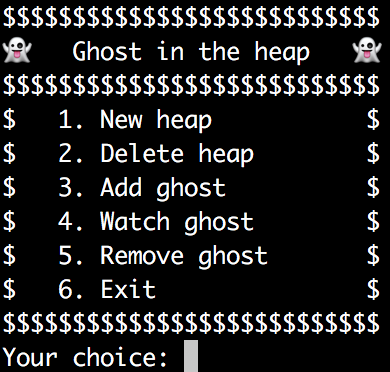 $$$$$$$$$$$$$$$$$$$$$$$$$$$
👻   Ghost in the heap   👻
$$$$$$$$$$$$$$$$$$$$$$$$$$$
$   1. New heap           $
$   2. Delete heap        $
$   3. Add ghost          $
$   4. Watch ghost        $
$   5. Remove ghost       $
$   6. Exit               $
$$$$$$$$$$$$$$$$$$$$$$$$$$$
Your choice: